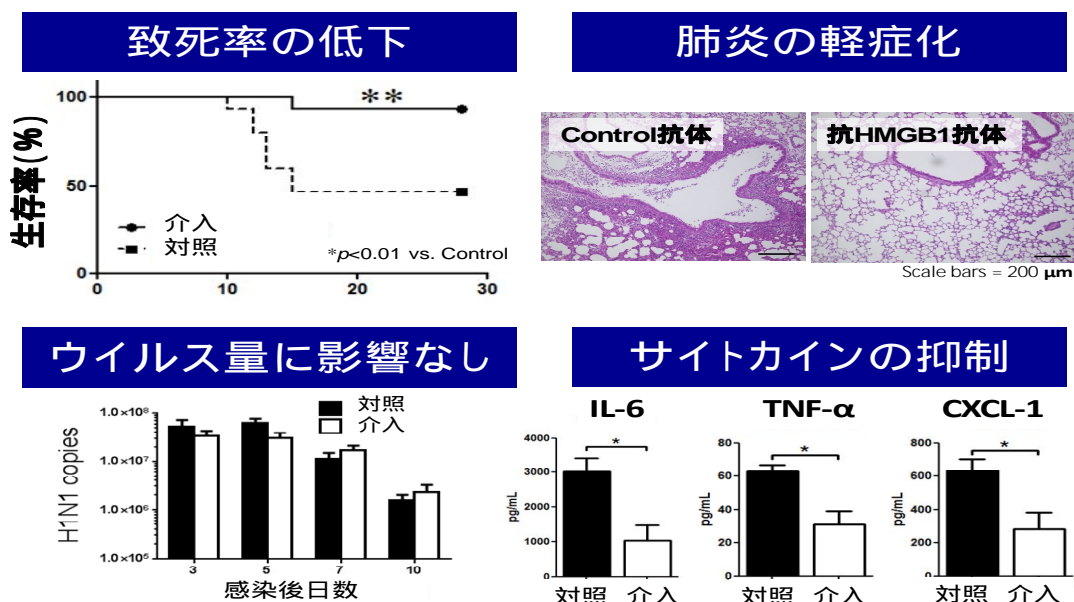 致死率の低下
100
50
0
生存率(%)
**
介入
対照
*p<0.01 vs. Control
0
10
20
30
肺炎の軽症化
Control抗体
抗HMGB1抗体
Scale bars = 200 μm
ウイルス量に影響なし
対照
介入
H1N1 copies
1.0×10⁸
1.0×10⁷
1.0×10⁶
1.0×10⁵
3
5
7
10
感染後日数
サイトカインの抑制
IL-6
pg/mL
4000
3000
2000
1000
0
*
対照 介入
TNF-α
pg/mL
80
60
40
20
0
*
対照 介入
CXCL-1
pg/mL
800
600
400
200
0
*
対照 介入